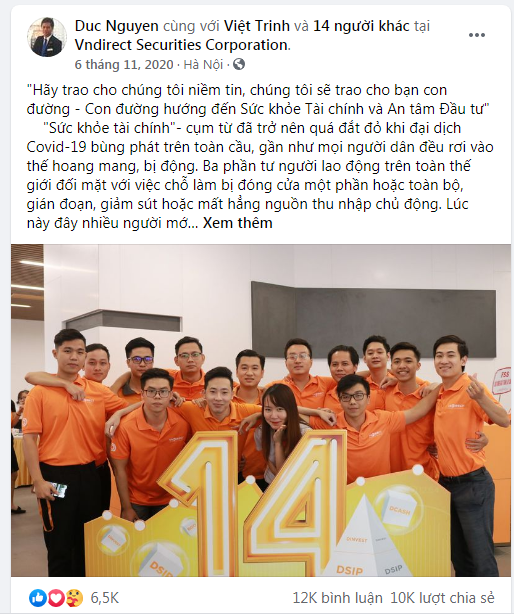 Duc Nguyen cùng với Việt Trinh và 14 người khác tại
Vndirect Securities Corporation.
6 tháng 11, 2020 · Hà Nội ·
"Hãy trao cho chúng tôi niềm tin, chúng tôi sẽ trao cho bạn con
đường - Con đường hướng đến Sức khỏe Tài chính và An tâm Đầu tư"
"Sức khỏe tài chính"- cụm từ đã trở nên quá đắt đỏ khi đại dịch
Covid-19 bùng phát trên toàn cầu, gần như mọi người dân đều rơi vào
thế hoang mang, bị động. Ba phần tư người lao động trên toàn thế
giới đối mặt với việc chỗ làm bị đóng cửa một phần hoặc toàn bộ,
gián đoạn, giảm sút hoặc mất hẳng nguồn thu nhập chủ động. Lúc
này đây nhiều người mớ... Xem thêm
14
DCASH
DSIP
DSIP
DSIP
6,5K
12K bình luận 10K lượt chia sẻ